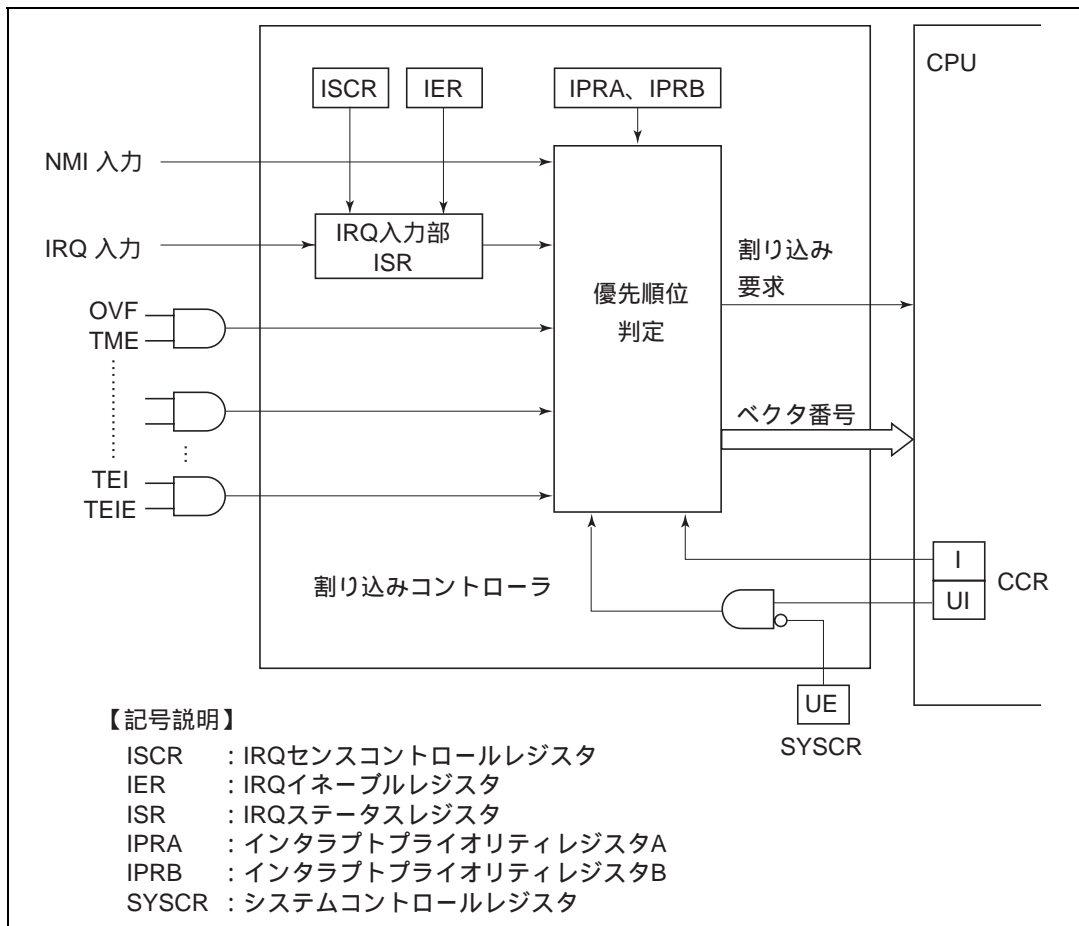 CPU
ISCR
IER
IPRA、IPRB
NMI 入力
IRQ 入力
IRQ入力部
ISR
優先順位
判定
割り込み
要求
OVF
TME
ベクタ番号
TEI
TEIE
I
UI
CCR
割り込みコントローラ
UE
SYSCR
【記号説明】
ISCR ：IRQセンスコントロールレジスタ
IER ：IRQイネーブルレジスタ
ISR ：IRQステータスレジスタ
IPRA ：インタラプトプライオリティレジスタA
IPRB ：インタラプトプライオリティレジスタB
SYSCR ：システムコントロールレジスタ